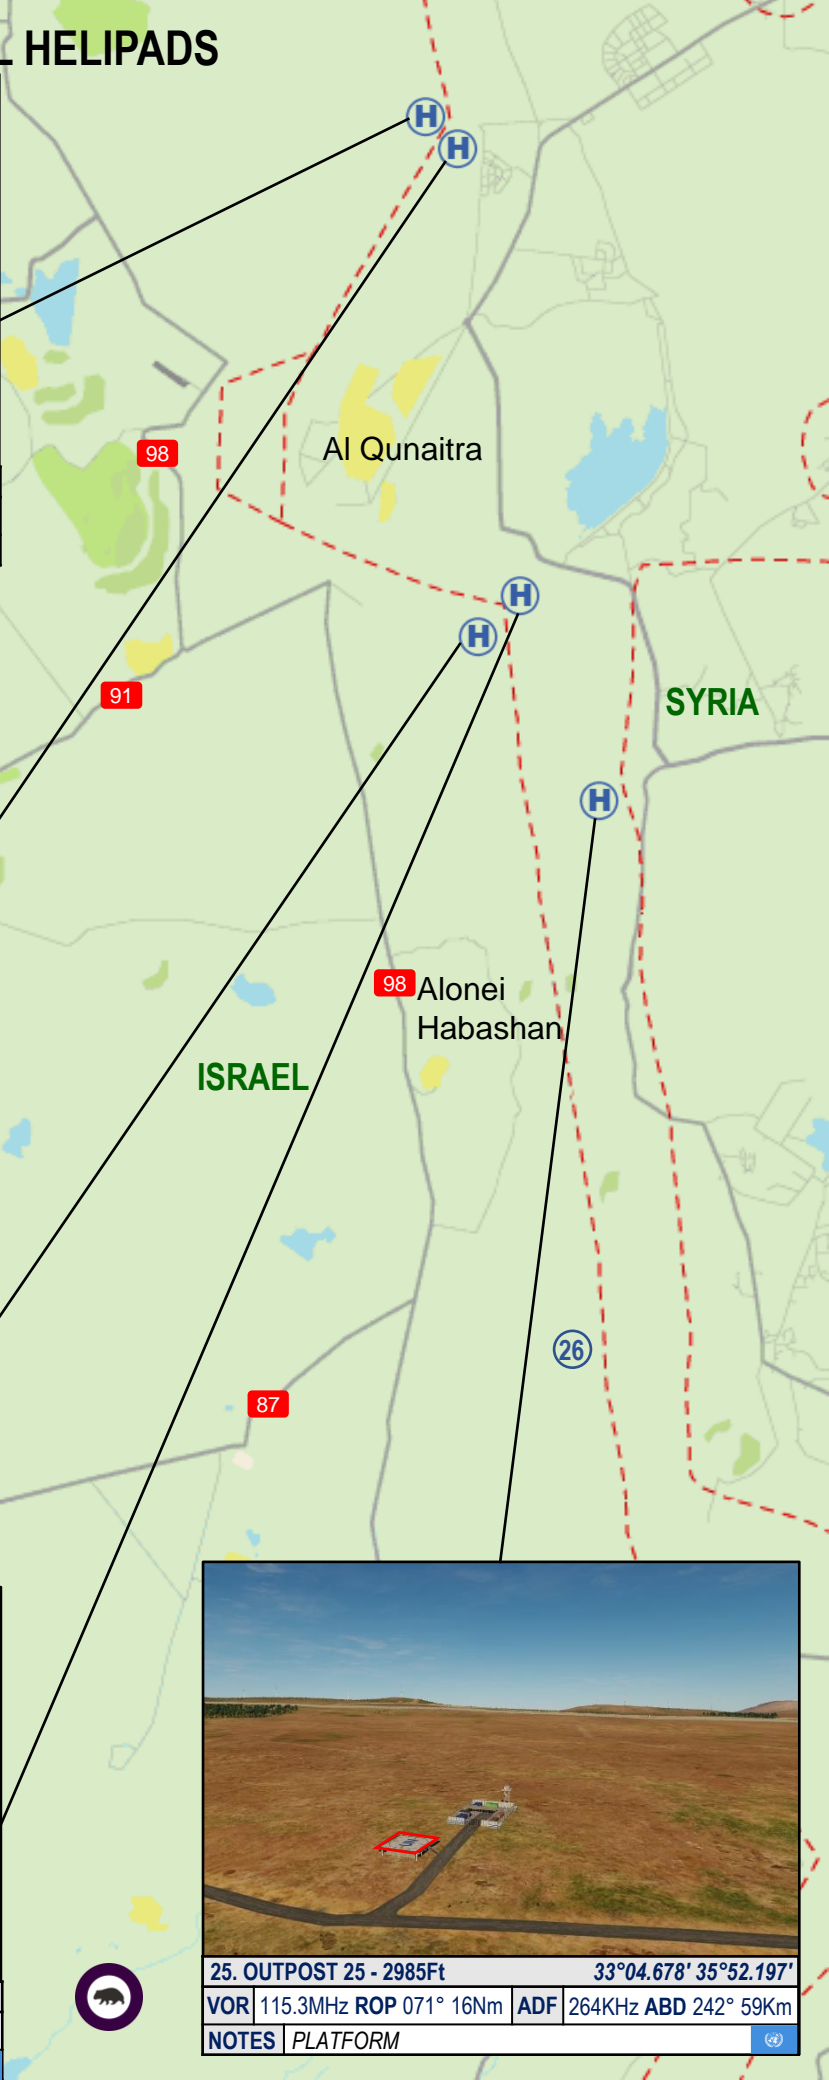 L HELIPADS
H
H
Al Qunaitra
98
H
H
91
SYRIA
H
98
Alonei
Habashan
ISRAEL
26
87
UN
25. OUTPOST 25 - 2985Ft 33°04.678' 35°52.197'
VOR 115.3MHz ROP 071° 16Nm ADF 264KHz ABD 242° 59Km
NOTES PLATFORM